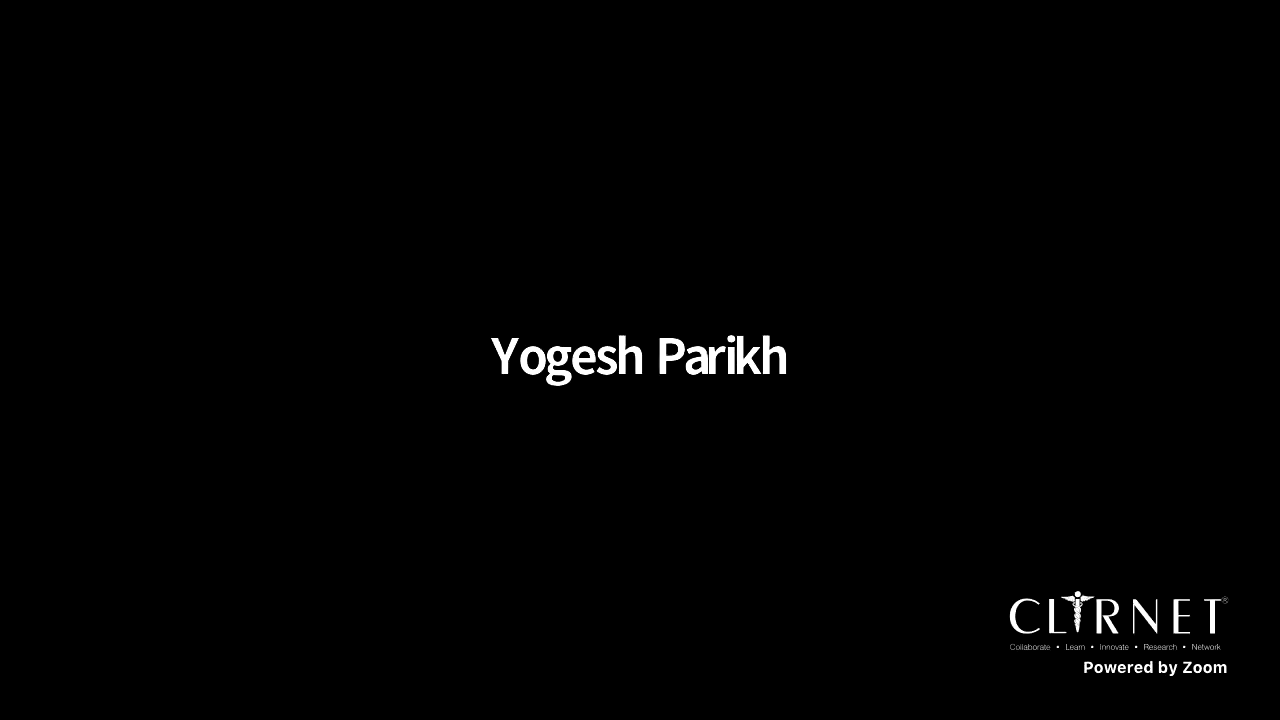 Yogesh Parikh
CLIRNET®
Collaborate • Learn • Innovate • Research • Network
Powered by Zoom